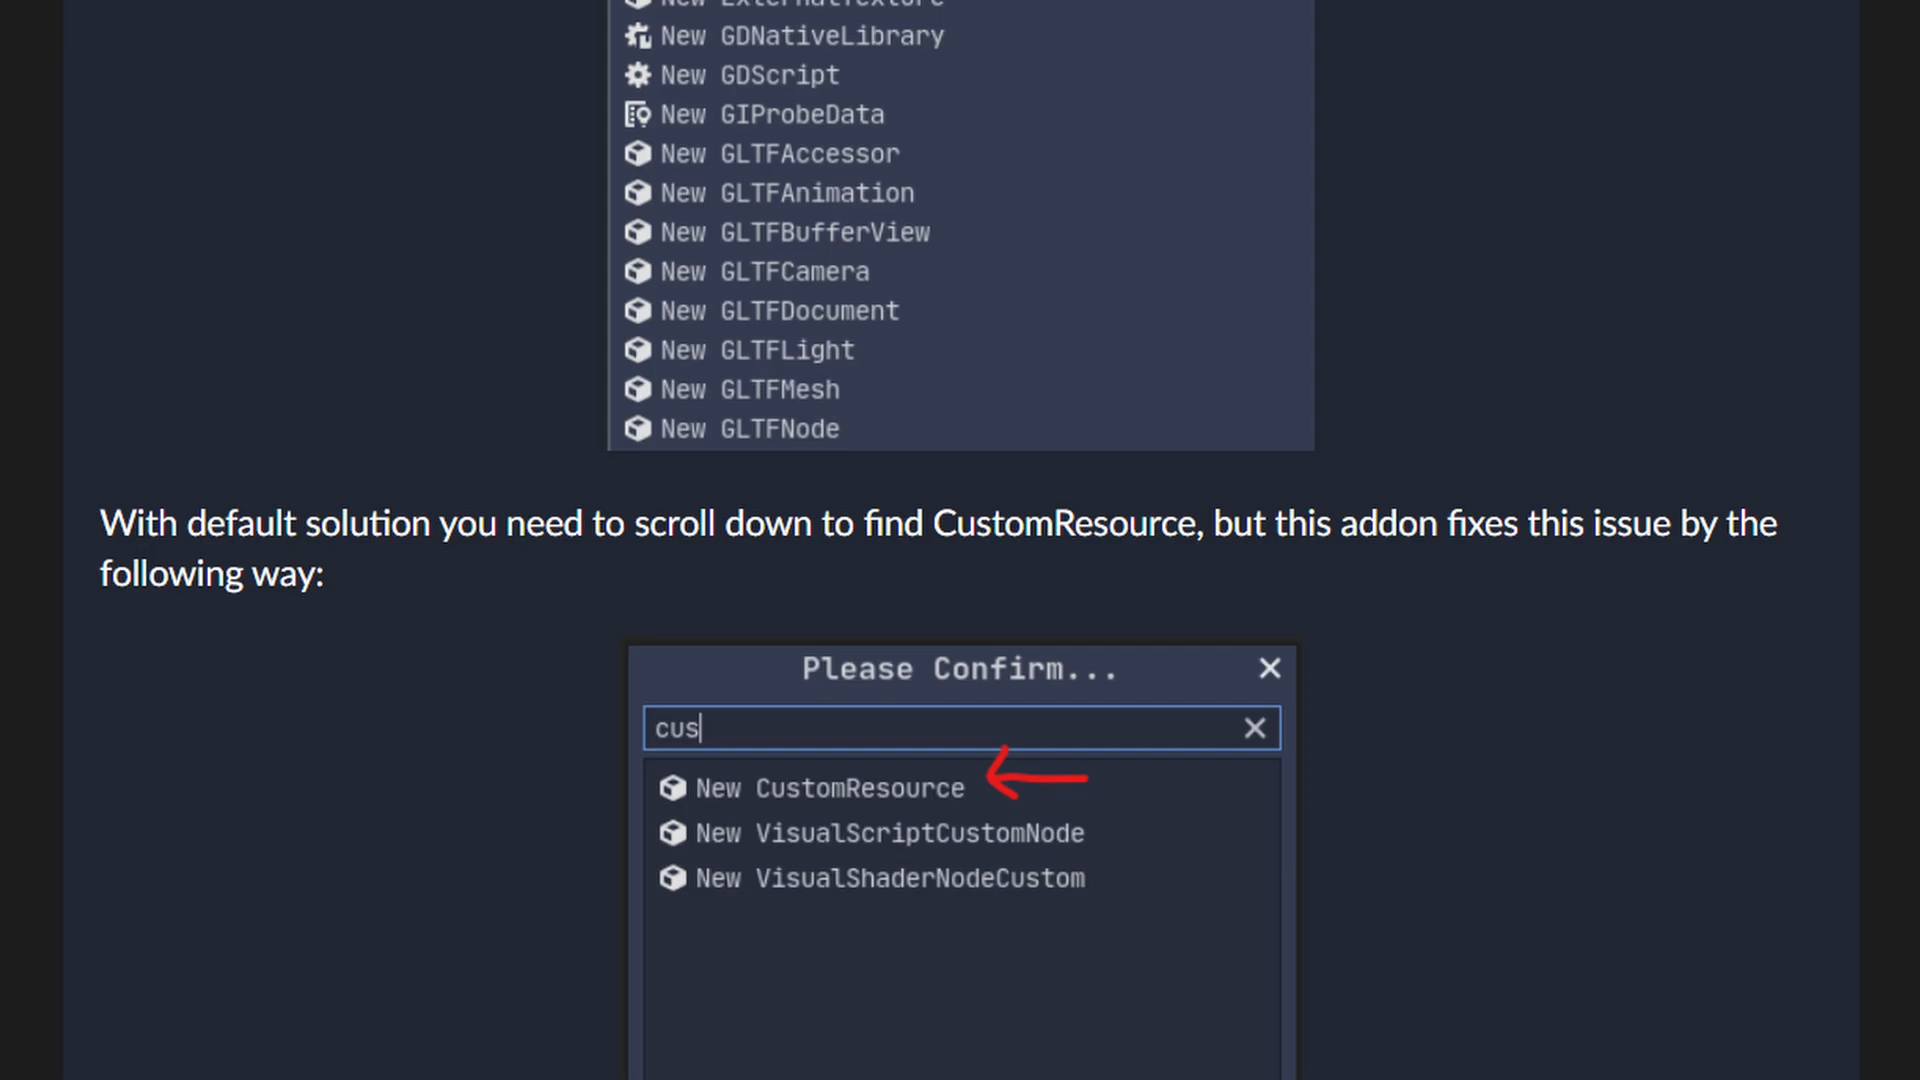 New ExternalTexture
New GDNativeLibrary
New GDScript
New GIProbeData
New GLTFAccessor
New GLTFAnimation
New GLTFBufferView
New GLTFCamera
New GLTFDocument
New GLTFLight
New GLTFMesh
New GLTFNode
With default solution you need to scroll down to find CustomResource, but this addon fixes this issue by the
following way:
Please Confirm...
cus
New CustomResource
New VisualScriptCustomNode
New VisualShaderNodeCustom